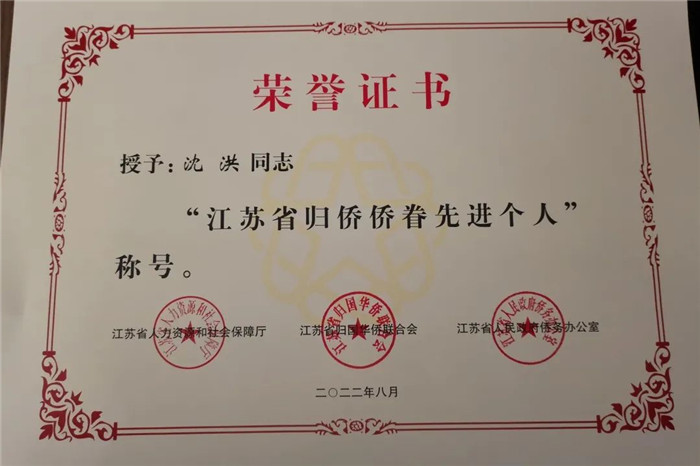 荣誉证书
授予：沈 洪 同志
“江苏省归侨侨眷先进个人”
称号。
江苏省人力资源和社会保障厅 江苏省归国华侨联合会 江苏省人民政府侨务办公室
二〇二二年八月